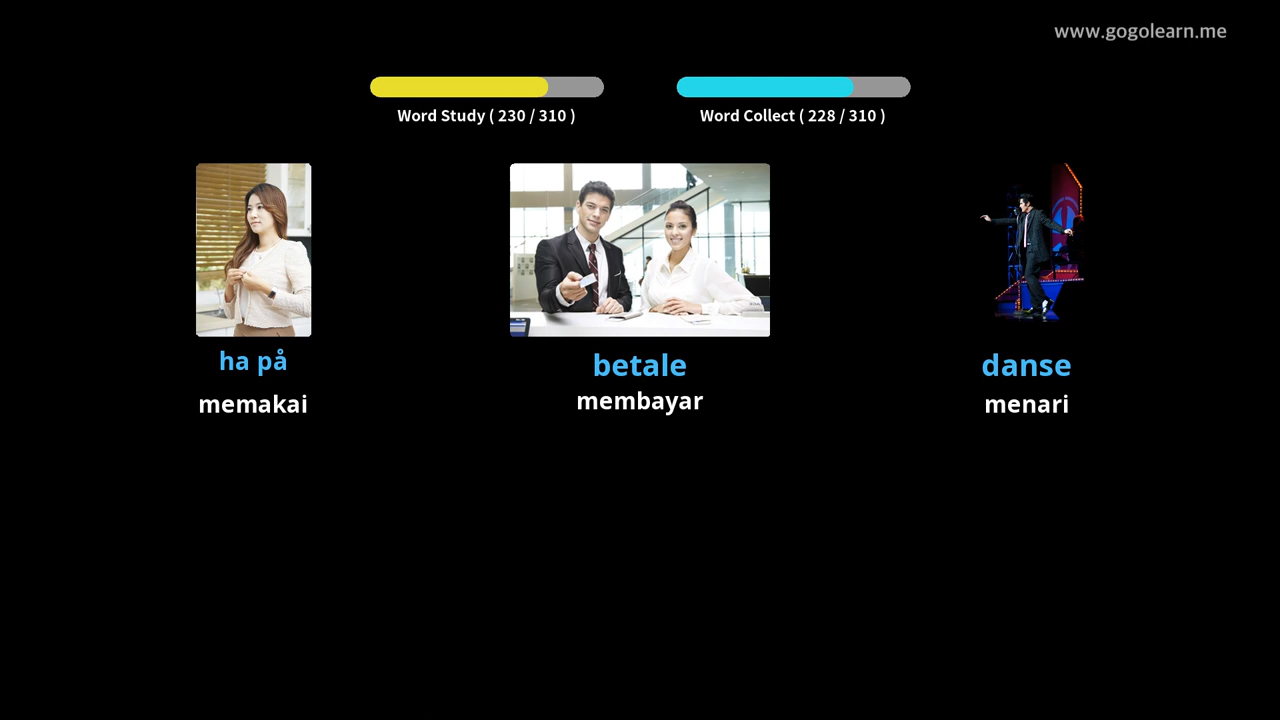 www.gogolearn.me
Word Study ( 230 / 310 )
Word Collect ( 228 / 310 )
ha på
memakai
betale
membayar
danse
menari